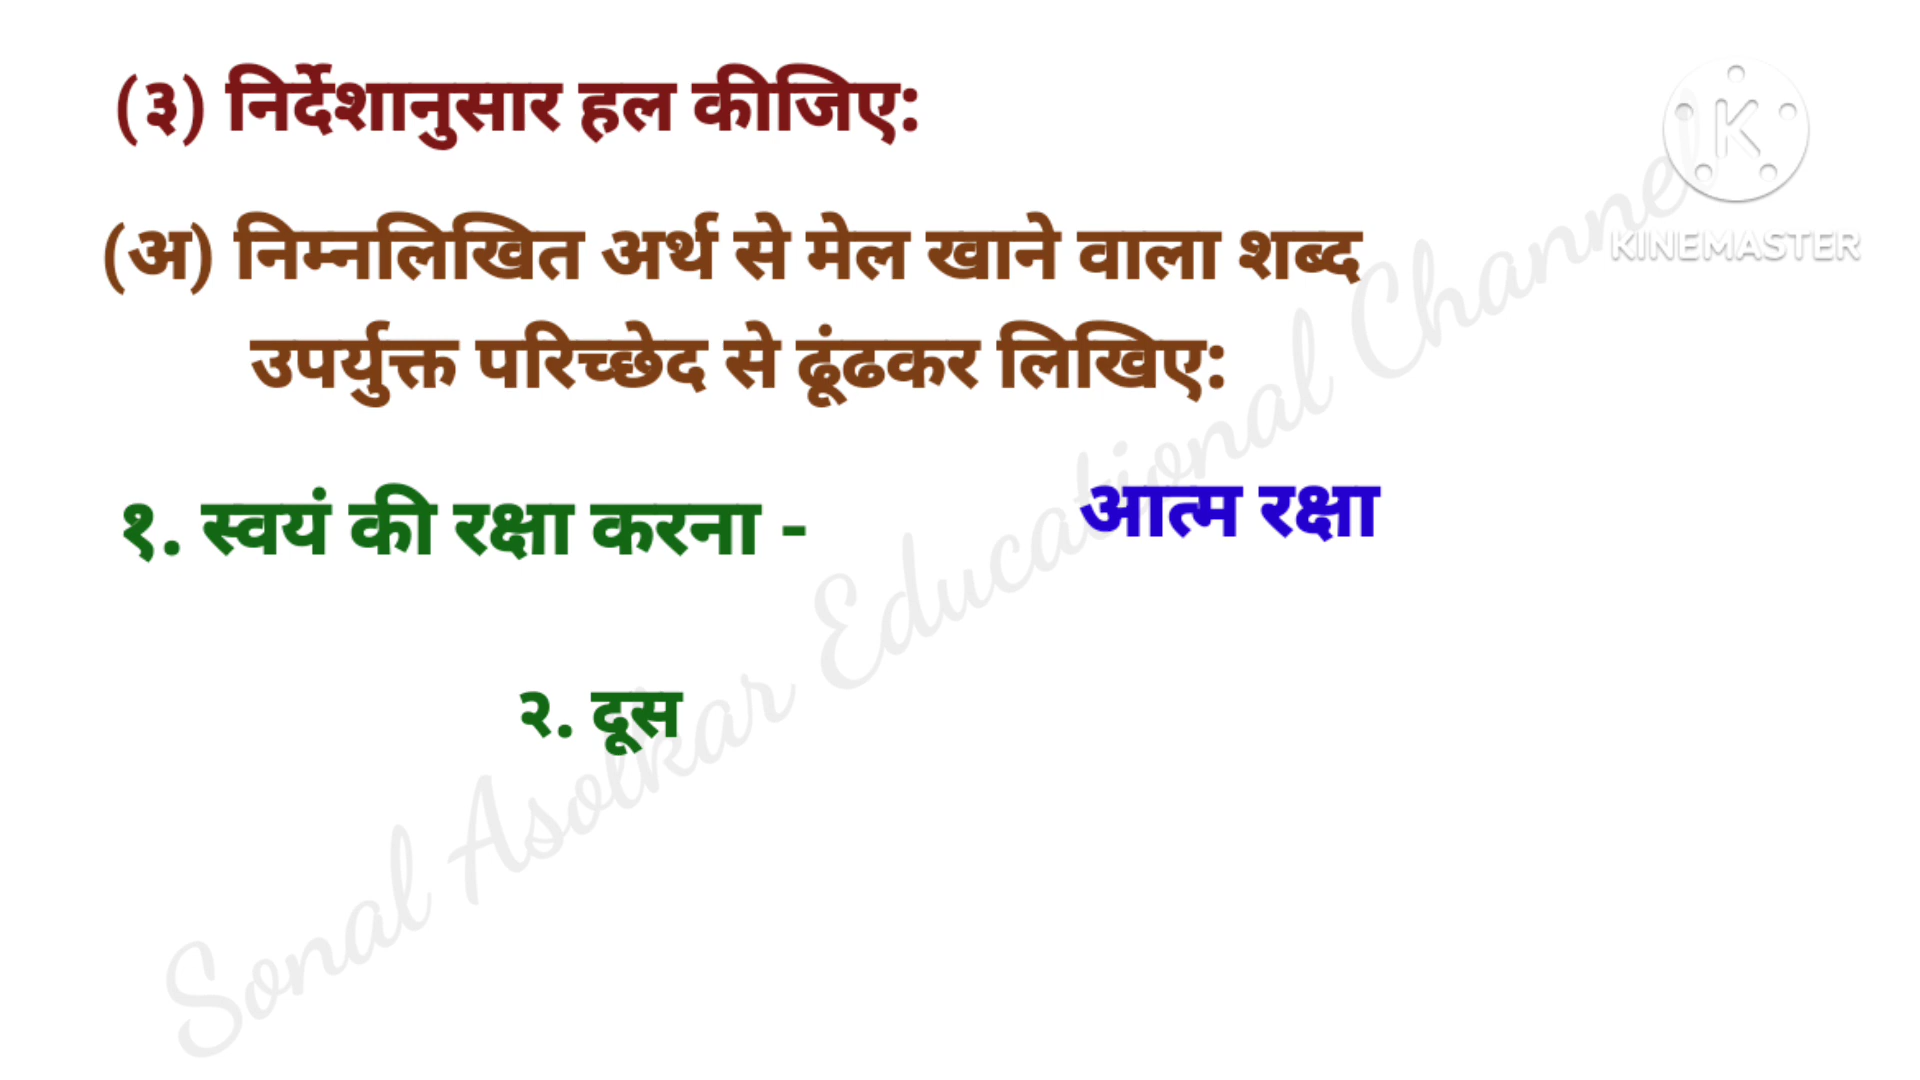 (३) निर्देशानुसार हल कीजिए:
(अ) निम्नलिखित अर्थ से मेल खाने वाला शब्द
उपर्युक्त परिच्छेद से ढूंढकर लिखिए:
१. स्वयं की रक्षा करना - आत्म रक्षा
२. दूस
K
KINEMASTER
Sonal Asolkar Educational Channel